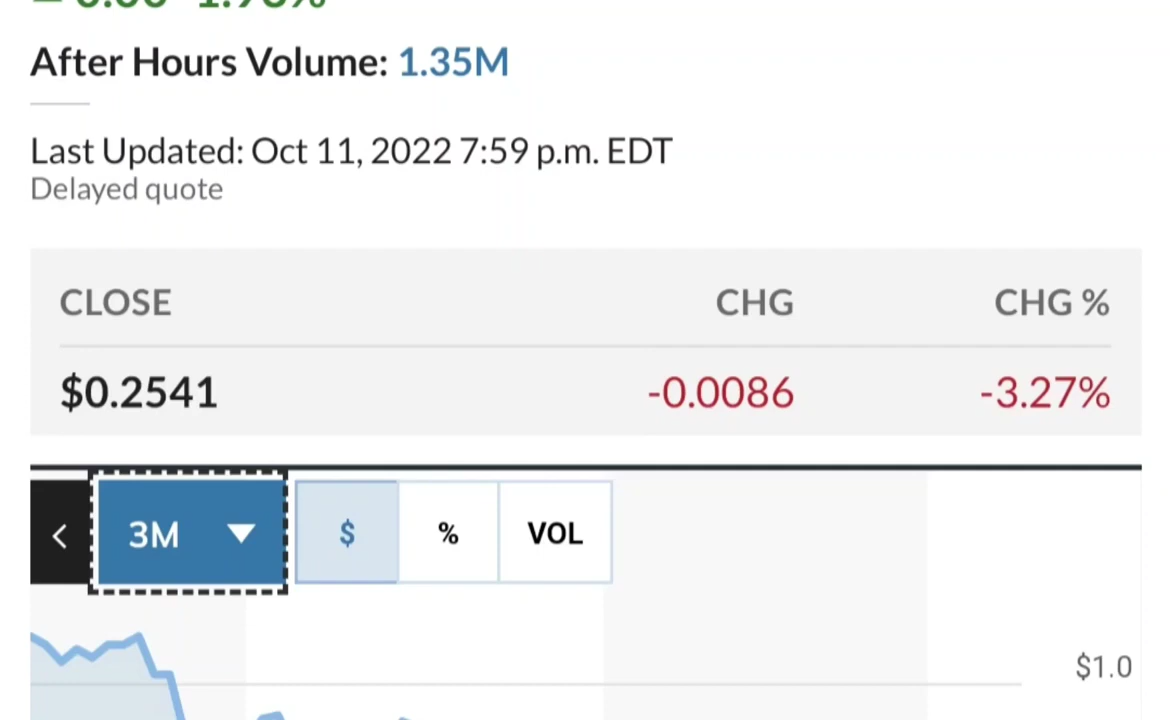 After Hours Volume: 1.35M
Last Updated: Oct 11, 2022 7:59 p.m. EDT
Delayed quote
CLOSE CHG CHG %
$0.2541 -0.0086 -3.27%
< 3M $ % VOL
$1.0